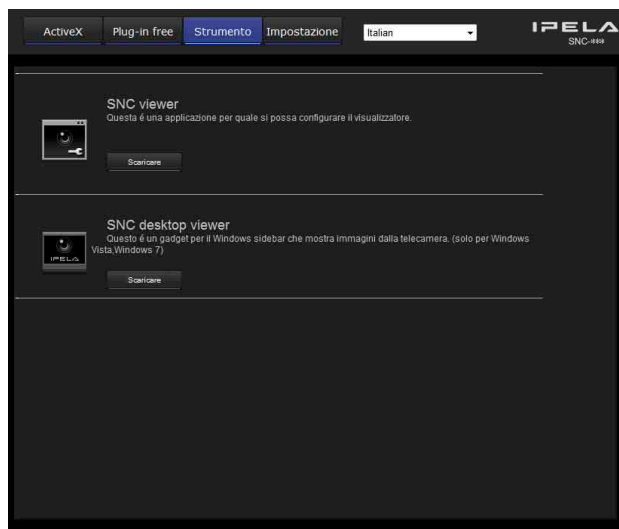 ActiveX Plug-in free Strumento Impostazione Italian IPELA
SNC-***
SNC viewer
Questa é una applicazione per quale si possa configurare il visualizzatore.
Scaricare
SNC desktop viewer
Questo é un gadget per il Windows sidebar che mostra immagini dalla telecamera. (solo per Windows
Vista,Windows 7)
IPELA
Scaricare